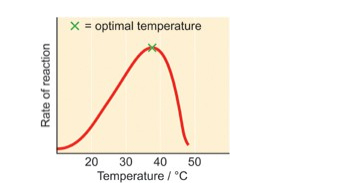 × = optimal temperature
Rate of reaction
20 30 40 50
Temperature / °C